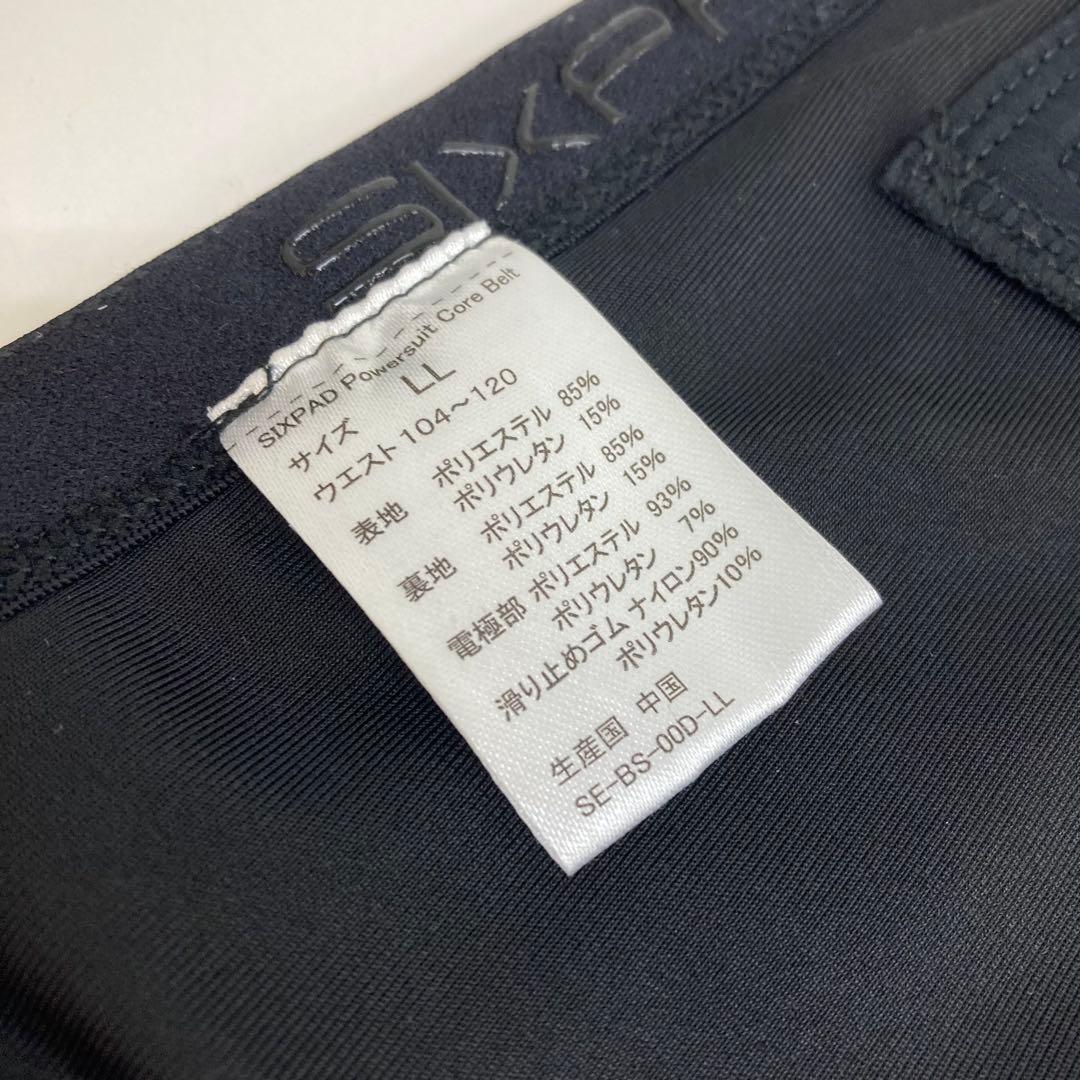 SIXPA
SIXPAD Powersuit Core Belt
サイズ LL
ウエスト104～120
表地 ポリエステル 85%
ポリウレタン 15%
裏地 ポリエステル 85%
ポリウレタン 15%
電極部 ポリエステル 93%
ポリウレタン 7%
滑り止めゴム ナイロン90%
ポリウレタン10%
生産国 中国
SE-BS-00D-LL